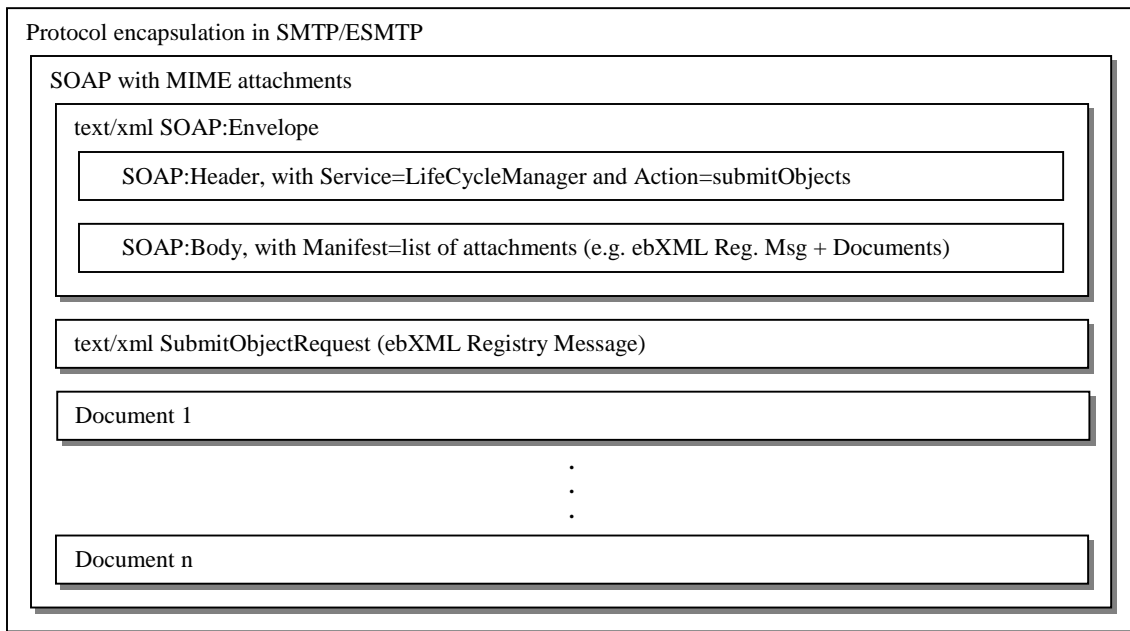 Protocol encapsulation in SMTP/ESMTP
SOAP with MIME attachments
text/xml SOAP:Envelope
SOAP:Header, with Service=LifeCycleManager and Action=submitObjects
SOAP:Body, with Manifest=list of attachments (e.g. ebXML Reg. Msg + Documents)
text/xml SubmitObjectRequest (ebXML Registry Message)
Document 1
.
.
.
Document n